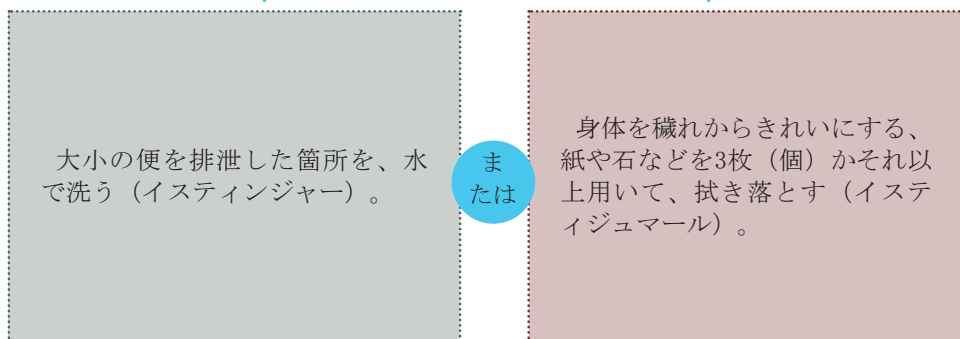 大小の便を排泄した箇所を、水
で洗う（イスティンジャー）。
ま
たは
身体を穢れからきれいにする、
紙や石などを3枚（個）かそれ以
上用いて、拭き落とす（イステ
ィジュマール）。